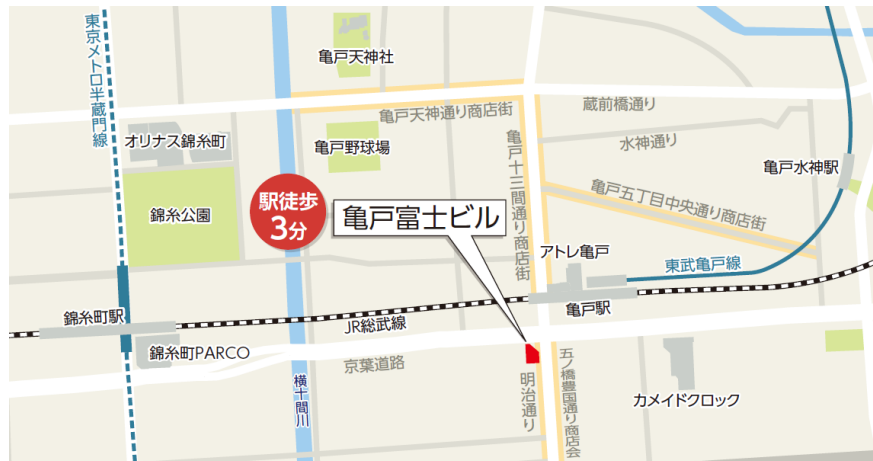 東京メトロ半蔵門線
亀戸天神社
亀戸天神通り商店街
蔵前橋通り
オリナス錦糸町
亀戸野球場
亀戸十三間通り商店街
水神通り
亀戸水神駅
錦糸公園
駅徒歩
3分
亀戸富士ビル
亀戸五丁目中央通り商店街
アトレ亀戸
東武亀戸線
錦糸町駅
JR総武線
亀戸駅
錦糸町PARCO
京葉道路
横十間川
明治通り
五ノ橋豊国通り商店会
カメイドクロック